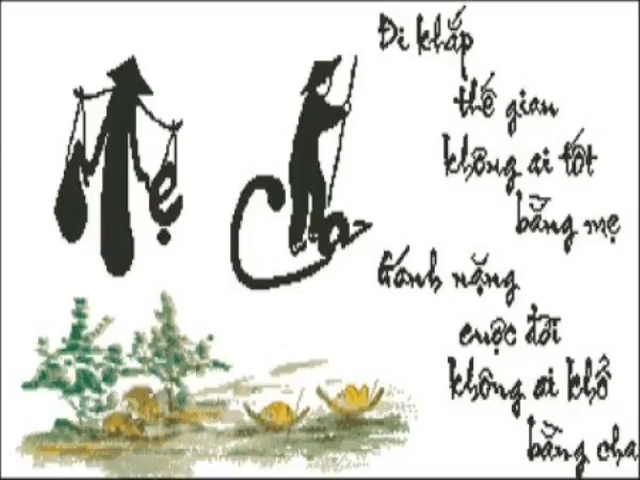 Mẹ Cha
Đi khắp
thế gian
không ai tốt
bằng mẹ
Gánh nặng
cuộc đời
không ai khổ
bằng cha